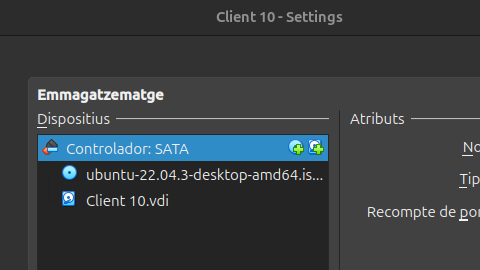 Client 10 - Settings
Emmagatzematge
Dispositius
Atributs
Controlador: SATA
ubuntu-22.04.3-desktop-amd64.is...
Client 10.vdi
No
Tip
Recompte de por